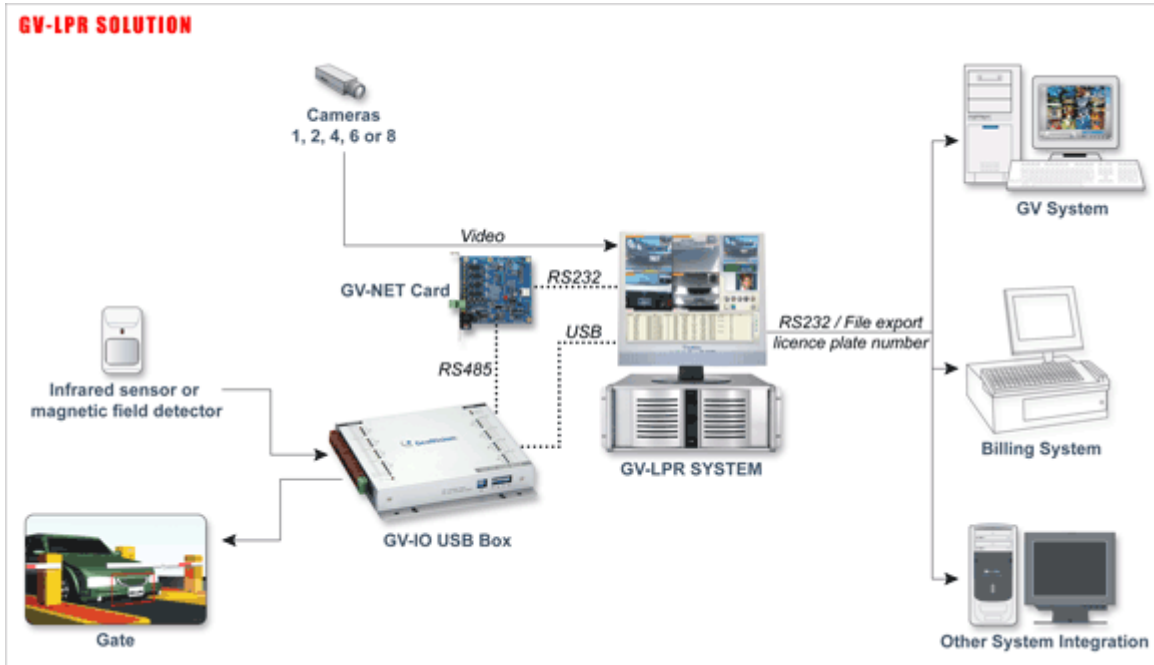 GV-LPR SOLUTION
Cameras
1, 2, 4, 6 or 8
GV System
Video
GV-NET Card
RS232
RS232 / File export
licence plate number
USB
RS485
Infrared sensor or
magnetic field detector
GeoVision
GV-LPR SYSTEM
Billing System
GV-IO USB Box
Gate
Other System Integration